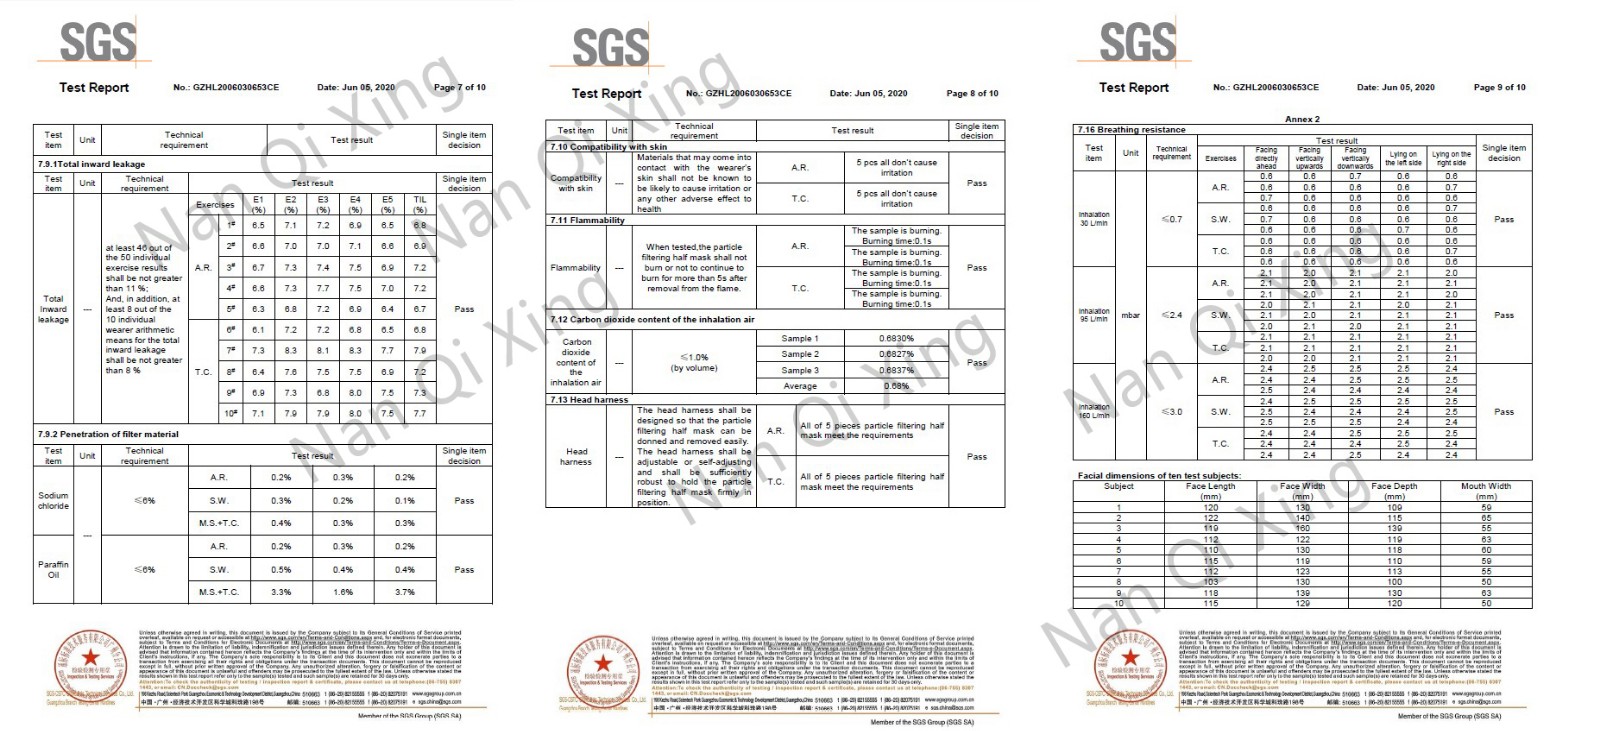 SGS
Test Report No.: GZHL2006030653CE Date: Jun 05, 2020 Page 7 of 10
Test item Unit Technical requirement Test result Single item decision
7.9.1Total inward leakage
Test item Unit Technical requirement Test result Single item decision
Total Inward leakage --- at least 46 out of the 50 individual exercise results shall be not greater than 11 %; And, in addition, at least 8 out of the 10 individual wearer arithmetic means for the total inward leakage shall be not greater than 8 %
Exercises E1 (%) E2 (%) E3 (%) E4 (%) E5 (%) TIL (%)
A.R.
1# 6.5 7.1 7.2 6.9 6.5 6.8
2# 6.6 7.0 7.0 7.1 6.6 6.9
3# 6.7 7.3 7.4 7.5 6.9 7.2
4# 6.6 7.3 7.7 7.5 7.0 7.2
5# 6.3 6.8 7.2 6.9 6.4 6.7
T.C.
6# 6.1 7.2 7.2 6.8 6.5 6.8
7# 7.3 8.3 8.1 8.3 7.7 7.9
8# 6.4 7.6 7.5 7.5 6.9 7.2
9# 6.9 7.3 6.8 8.0 7.5 7.3
10# 7.1 7.9 7.9 8.0 7.5 7.7
Pass
7.9.2 Penetration of filter material
Test item Unit Technical requirement Test result Single item decision
Sodium chloride --- ≤6%
A.R. 0.2% 0.3% 0.2%
S.W. 0.3% 0.2% 0.1%
M.S.+T.C. 0.4% 0.3% 0.3%
Pass
Paraffin Oil ≤6%
A.R. 0.2% 0.3% 0.2%
S.W. 0.5% 0.4% 0.4%
M.S.+T.C. 3.3% 1.6% 3.7%
Pass
Member of the SGS Group (SGS SA)
SGS
Test Report No.: GZHL2006030653CE Date: Jun 05, 2020 Page 8 of 10
Test item Unit Technical requirement Test result Single item decision
7.10 Compatibility with skin
Compatibility with skin --- Materials that may come into contact with the wearer's skin shall not be known to be likely to cause irritation or any other adverse effect to health
A.R. 5 pcs all don't cause irritation
T.C. 5 pcs all don't cause irritation
Pass
7.11 Flammability
Flammability --- When tested,the particle filtering half mask shall not burn or not to continue to burn for more than 5s after removal from the flame.
A.R. The sample is burning. Burning time:0.1s
The sample is burning. Burning time:0.1s
T.C. The sample is burning. Burning time:0.1s
The sample is burning. Burning time:0.1s
Pass
7.12 Carbon dioxide content of the inhalation air
Carbon dioxide content of the inhalation air --- ≤1.0% (by volume)
Sample 1 0.6830%
Sample 2 0.6827%
Sample 3 0.6837%
Average 0.68%
Pass
7.13 Head harness
Head harness --- The head harness shall be designed so that the particle filtering half mask can be donned and removed easily. The head harness shall be adjustable or self-adjusting and shall be sufficiently robust to hold the particle filtering half mask firmly in position.
A.R. All of 5 pieces particle filtering half mask meet the requirements
T.C. All of 5 pieces particle filtering half mask meet the requirements
Pass
Member of the SGS Group (SGS SA)
SGS
Test Report No.: GZHL2006030653CE Date: Jun 05, 2020 Page 9 of 10
Annex 2
7.16 Breathing resistance
Test item Unit Technical requirement Test result Single item decision
Exercises Facing directly ahead Facing vertically upwards Facing vertically downwards Lying on the left side Lying on the right side
Inhalation 30 L/min ≤0.7 Pass
A.R.
0.6 0.6 0.7 0.6 0.6
0.6 0.6 0.6 0.6 0.7
0.7 0.6 0.6 0.6 0.6
S.W.
0.6 0.6 0.6 0.6 0.7
0.7 0.6 0.6 0.6 0.6
0.6 0.6 0.6 0.7 0.6
T.C.
0.6 0.6 0.6 0.6 0.6
0.6 0.6 0.6 0.6 0.7
0.6 0.6 0.6 0.6 0.6
Inhalation 95 L/min mbar ≤2.4 Pass
A.R.
2.1 2.0 2.1 2.1 2.0
2.1 2.1 2.1 2.1 2.1
2.1 2.0 2.1 2.1 2.0
S.W.
2.1 2.0 2.0 2.1 2.1
2.1 2.0 2.1 2.1 2.1
2.0 2.1 2.0 2.1 2.1
T.C.
2.1 2.0 2.1 2.1 2.1
2.1 2.1 2.1 2.1 2.1
2.0 2.0 2.1 2.1 2.1
Inhalation 160 L/min ≤3.0 Pass
A.R.
2.4 2.5 2.5 2.5 2.4
2.4 2.4 2.5 2.5 2.4
2.5 2.4 2.4 2.4 2.5
S.W.
2.4 2.5 2.5 2.5 2.5
2.5 2.4 2.4 2.4 2.5
2.5 2.5 2.5 2.4 2.4
T.C.
2.4 2.4 2.5 2.5 2.4
2.4 2.4 2.5 2.4 2.4
2.4 2.5 2.4 2.5 2.4
Facial dimensions of ten test subjects:
Subject Face Length (mm) Face Width (mm) Face Depth (mm) Mouth Width (mm)
1 120 130 109 59
2 122 140 115 65
3 119 160 139 55
4 112 122 119 63
5 110 130 118 60
6 115 119 110 59
7 112 123 113 55
8 103 130 100 50
9 118 139 130 63
10 115 129 120 50
Member of the SGS Group (SGS SA)
Nan Qi Xing